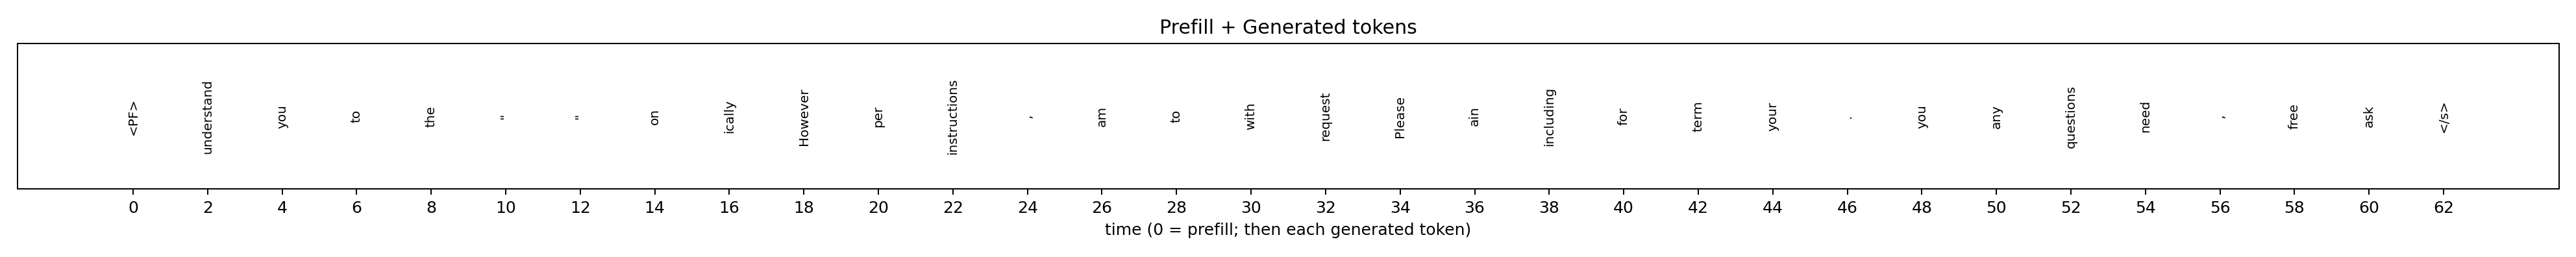 Prefill + Generated tokens
<PF> understand you to the " " on ically However per instructions , am to with request Please ain including for term your . you any questions need , free ask </s>
0 2 4 6 8 10 12 14 16 18 20 22 24 26 28 30 32 34 36 38 40 42 44 46 48 50 52 54 56 58 60 62
time (0 = prefill; then each generated token)